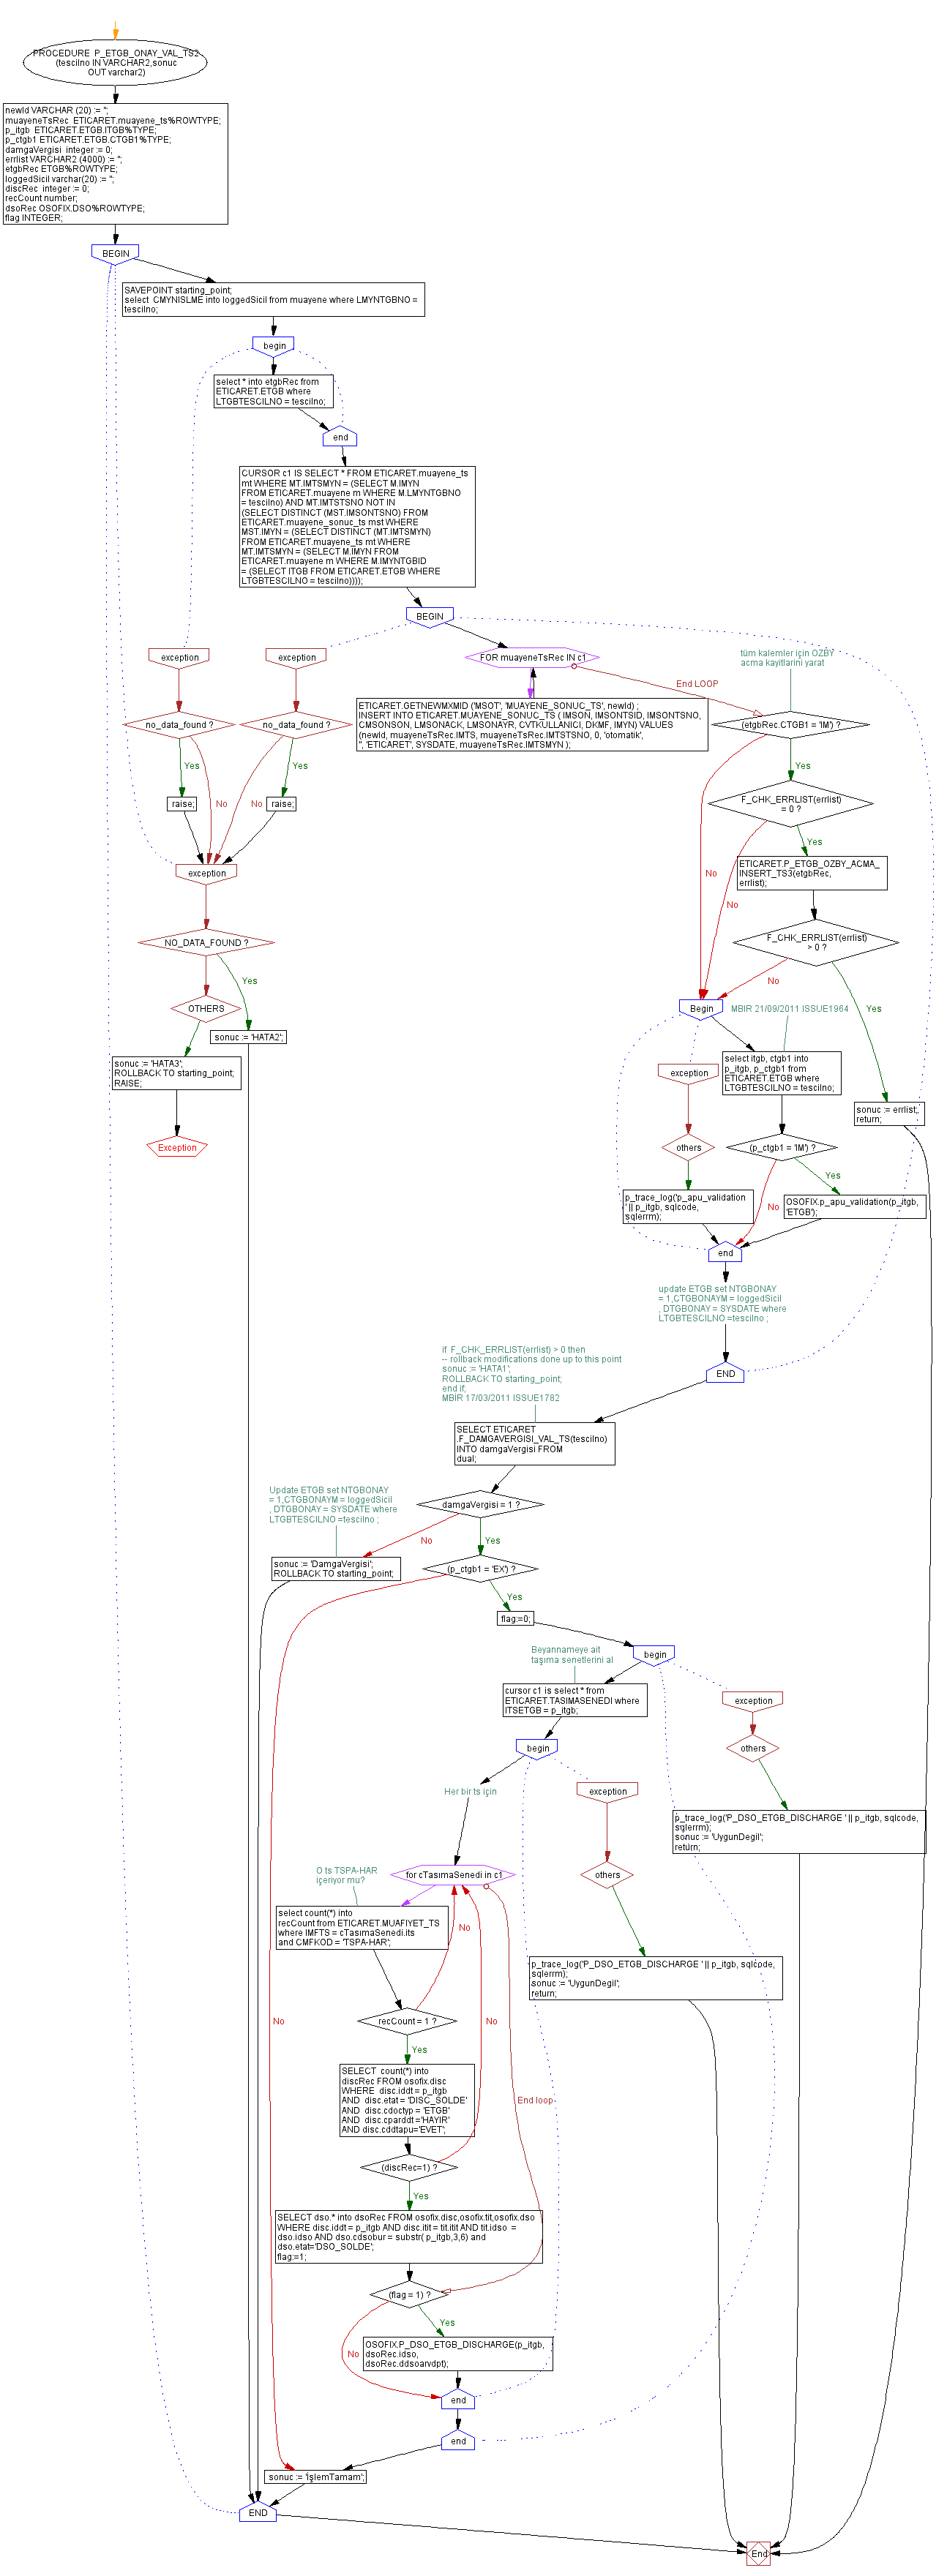 PROCEDURE P_ETGB_ONAY_VAL_TS2
(tescilno IN VARCHAR2,sonuc
OUT varchar2)
newId VARCHAR (20) := '';
muayeneTsRec ETICARET.muayene_ts%ROWTYPE;
p_itgb ETICARET.ETGB.ITGB%TYPE;
p_ctgb1 ETICARET.ETGB.CTGB1%TYPE;
damgaVergisi integer := 0;
errlist VARCHAR2 (4000) := '';
etgbRec ETGB%ROWTYPE;
loggedSicil varchar(20) := '';
discRec integer := 0;
recCount number;
dsoRec OSOFIX.DSO%ROWTYPE;
flag INTEGER;
BEGIN
SAVEPOINT starting_point;
select CMYNISLME into loggedSicil from muayene where LMYNTGBNO =
tescilno;
begin
select * into etgbRec from
ETICARET.ETGB where
LTGBTESCILNO = tescilno;
end
CURSOR c1 IS SELECT * FROM ETICARET.muayene_ts
mt WHERE MT.IMTSMYN = (SELECT M.IMYN
FROM ETICARET.muayene m WHERE M.LMYNTGBNO
= tescilno) AND MT.IMTSTSNO NOT IN
(SELECT DISTINCT (MST.IMSONTSNO) FROM
ETICARET.muayene_sonuc_ts mst WHERE
MST.IMYN = (SELECT DISTINCT (MT.IMTSMYN)
FROM ETICARET.muayene_ts mt WHERE
MT.IMTSMYN = (SELECT M.IMYN FROM
ETICARET.muayene m WHERE M.IMYNTGBID
= (SELECT ITGB FROM ETICARET.ETGB WHERE
LTGBTESCILNO = tescilno))));
BEGIN
exception
exception
FOR muayeneTsRec IN c1
tüm kalemler için OZBY
acma kayitlarini yarat
End LOOP
ETICARET.GETNEWMXMID ('MSOT', 'MUAYENE_SONUC_TS', newId) ;
INSERT INTO ETICARET.MUAYENE_SONUC_TS ( IMSON, IMSONTSID, IMSONTSNO,
CMSONSON, LMSONACK, LMSONAYR, CVTKULLANICI, DKMF, IMYN) VALUES
(newId, muayeneTsRec.IMTS, muayeneTsRec.IMTSTSNO, 0, 'otomatik',
'', 'ETICARET', SYSDATE, muayeneTsRec.IMTSMYN );
no_data_found ?
no_data_found ?
(etgbRec.CTGB1 = 'IM') ?
Yes
Yes
Yes
raise;
No
No
raise;
F_CHK_ERRLIST(errlist)
= 0 ?
Yes
exception
No
ETICARET.P_ETGB_OZBY_ACMA_
INSERT_TS3(etgbRec,
errlist);
No
NO_DATA_FOUND ?
F_CHK_ERRLIST(errlist)
> 0 ?
Yes
No
OTHERS
Begin
MBIR 21/09/2011 ISSUE1964
Yes
sonuc := 'HATA2';
sonuc := 'HATA3';
ROLLBACK TO starting_point;
RAISE;
exception
select itgb, ctgb1 into
p_itgb, p_ctgb1 from
ETICARET.ETGB where
LTGBTESCILNO = tescilno;
sonuc := errlist;
return;
Exception
others
(p_ctgb1 = 'IM') ?
Yes
p_trace_log('p_apu_validation
' || p_itgb, sqlcode,
sqlerrm);
No
OSOFIX.p_apu_validation(p_itgb,
'ETGB');
end
update ETGB set NTGBONAY
= 1,CTGBONAYM = loggedSicil
, DTGBONAY = SYSDATE where
LTGBTESCILNO =tescilno ;
if F_CHK_ERRLIST(errlist) > 0 then
-- rollback modifications done up to this point
sonuc := 'HATA1';
ROLLBACK TO starting_point;
end if;
MBIR 17/03/2011 ISSUE1782
END
SELECT ETICARET
.F_DAMGAVERGISI_VAL_TS(tescilno)
INTO damgaVergisi FROM
dual;
Update ETGB set NTGBONAY
= 1,CTGBONAYM = loggedSicil
, DTGBONAY = SYSDATE where
LTGBTESCILNO =tescilno ;
damgaVergisi = 1 ?
No
Yes
sonuc := 'DamgaVergisi';
ROLLBACK TO starting_point;
(p_ctgb1 = 'EX') ?
Yes
flag:=0;
Beyannameye ait
taşıma senetlerini al
begin
cursor c1 is select * from
ETICARET.TASIMASENEDI where
ITSETGB = p_itgb;
exception
begin
others
Her bir ts için
exception
p_trace_log('P_DSO_ETGB_DISCHARGE ' || p_itgb, sqlcode,
sqlerrm);
sonuc := 'UygunDegil';
return;
O ts TSPA-HAR
içeriyor mu?
for cTasımaSenedi in c1
others
select count(*) into
recCount from ETICARET.MUAFIYET_TS
where IMFTS = cTasımaSenedi.its
and CMFKOD = 'TSPA-HAR';
No
p_trace_log('P_DSO_ETGB_DISCHARGE ' || p_itgb, sqlcode,
sqlerrm);
sonuc := 'UygunDegil';
return;
No
recCount = 1 ?
No
Yes
SELECT count(*) into
discRec FROM osofix.disc
WHERE disc.iddt = p_itgb
AND disc.etat = 'DISC_SOLDE'
AND disc.cdoctyp = 'ETGB'
AND disc.cparddt ='HAYIR'
AND disc.cddtapu='EVET';
End loop
(discRec=1) ?
Yes
SELECT dso.* into dsoRec FROM osofix.disc,osofix.tit,osofix.dso
WHERE disc.iddt = p_itgb AND disc.itit = tit.itit AND tit.idso =
dso.idso AND dso.cdsobur = substr( p_itgb,3,6) and
dso.etat='DSO_SOLDE';
flag:=1;
(flag = 1) ?
Yes
No
OSOFIX.P_DSO_ETGB_DISCHARGE(p_itgb,
dsoRec.idso,
dsoRec.ddsoarvdpt);
end
end
sonuc := 'İşlemTamam';
END
End